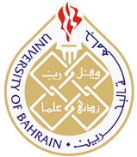 جامعة البحرين
وقل رب
زدني علما
UNIVERSITY OF BAHRAIN